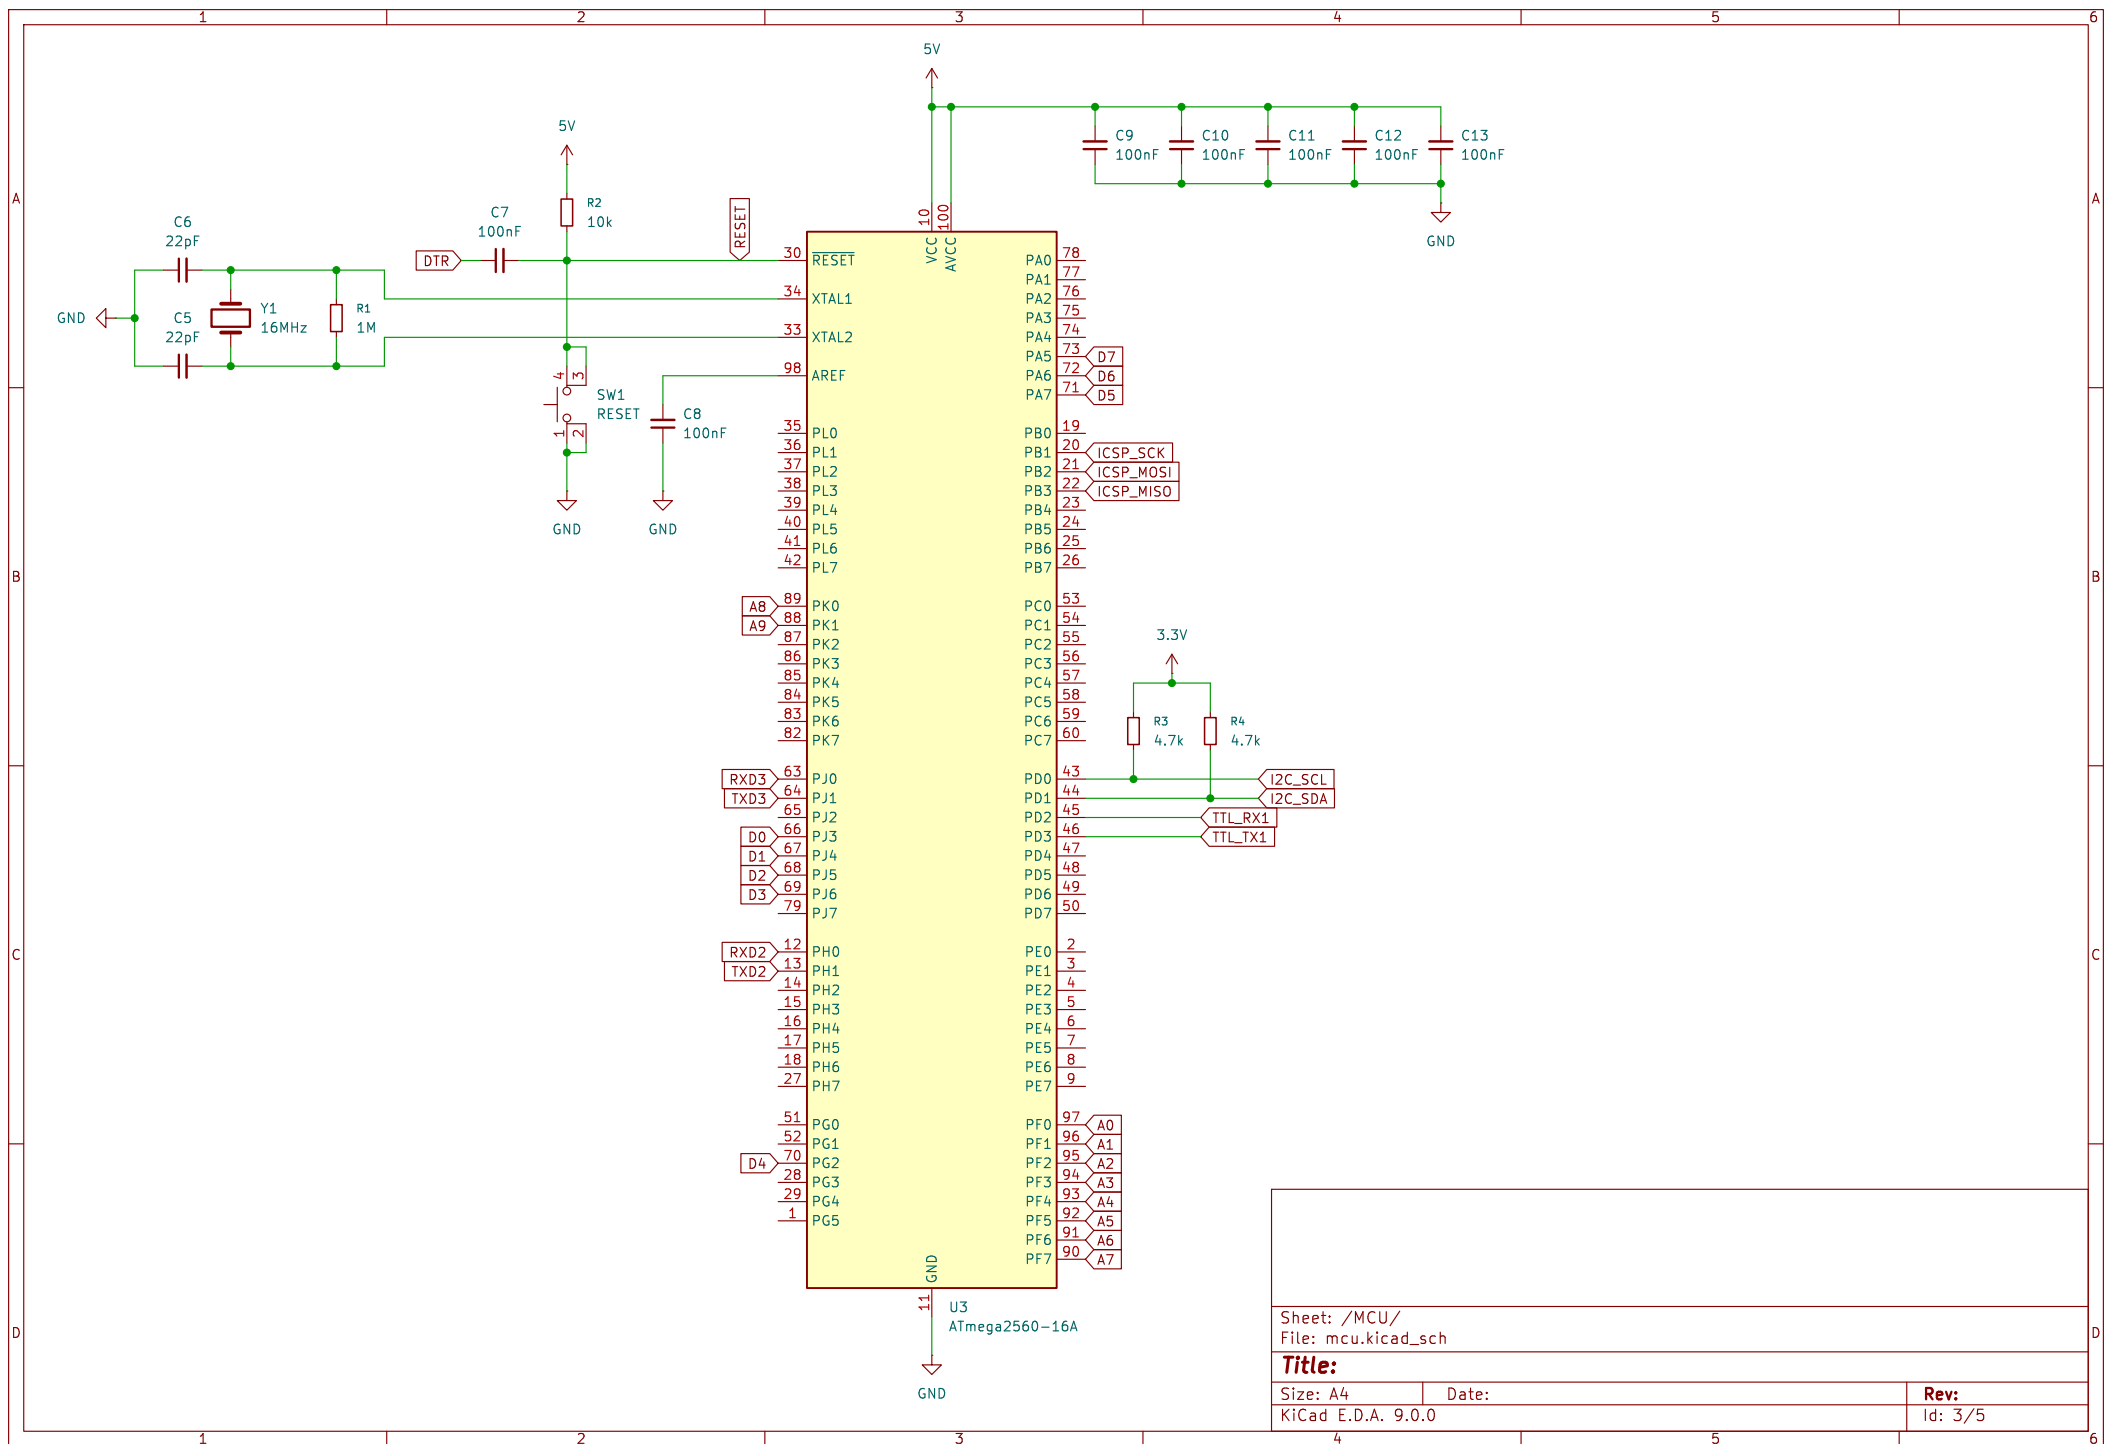 1 2 3 4 5 6
A
B
C
D
A
B
C
D
1 2 3 4 5 6
5V
C9
100nF
C10
100nF
C11
100nF
C12
100nF
C13
100nF
GND
5V
R2
10k
C7
100nF
DTR
RESET
C6
22pF
GND
C5
22pF
Y1
16MHz
R1
1M
4 3
SW1
RESET
1 2
GND
C8
100nF
GND
10 VCC
100 AVCC
30 RESET
34 XTAL1
33 XTAL2
98 AREF
35 PL0
36 PL1
37 PL2
38 PL3
39 PL4
40 PL5
41 PL6
42 PL7
A8 89 PK0
A9 88 PK1
87 PK2
86 PK3
85 PK4
84 PK5
83 PK6
82 PK7
RXD3 63 PJ0
TXD3 64 PJ1
65 PJ2
D0 66 PJ3
D1 67 PJ4
D2 68 PJ5
D3 69 PJ6
79 PJ7
RXD2 12 PH0
TXD2 13 PH1
14 PH2
15 PH3
16 PH4
17 PH5
18 PH6
27 PH7
51 PG0
52 PG1
D4 70 PG2
28 PG3
29 PG4
1 PG5
PA0 78
PA1 77
PA2 76
PA3 75
PA4 74
PA5 73 D7
PA6 72 D6
PA7 71 D5
PB0 19
PB1 20 ICSP_SCK
PB2 21 ICSP_MOSI
PB3 22 ICSP_MISO
PB4 23
PB5 24
PB6 25
PB7 26
PC0 53
PC1 54
PC2 55
PC3 56
PC4 57
PC5 58
PC6 59
PC7 60
3.3V
R3
4.7k
R4
4.7k
PD0 43 I2C_SCL
PD1 44 I2C_SDA
PD2 45 TTL_RX1
PD3 46 TTL_TX1
PD4 47
PD5 48
PD6 49
PD7 50
PE0 2
PE1 3
PE2 4
PE3 5
PE4 6
PE5 7
PE6 8
PE7 9
PF0 97 A0
PF1 96 A1
PF2 95 A2
PF3 94 A3
PF4 93 A4
PF5 92 A5
PF6 91 A6
PF7 90 A7
GND
11
U3
ATmega2560-16A
GND
Sheet: /MCU/
File: mcu.kicad_sch
Title:
Size: A4 Date: Rev:
KiCad E.D.A. 9.0.0 Id: 3/5